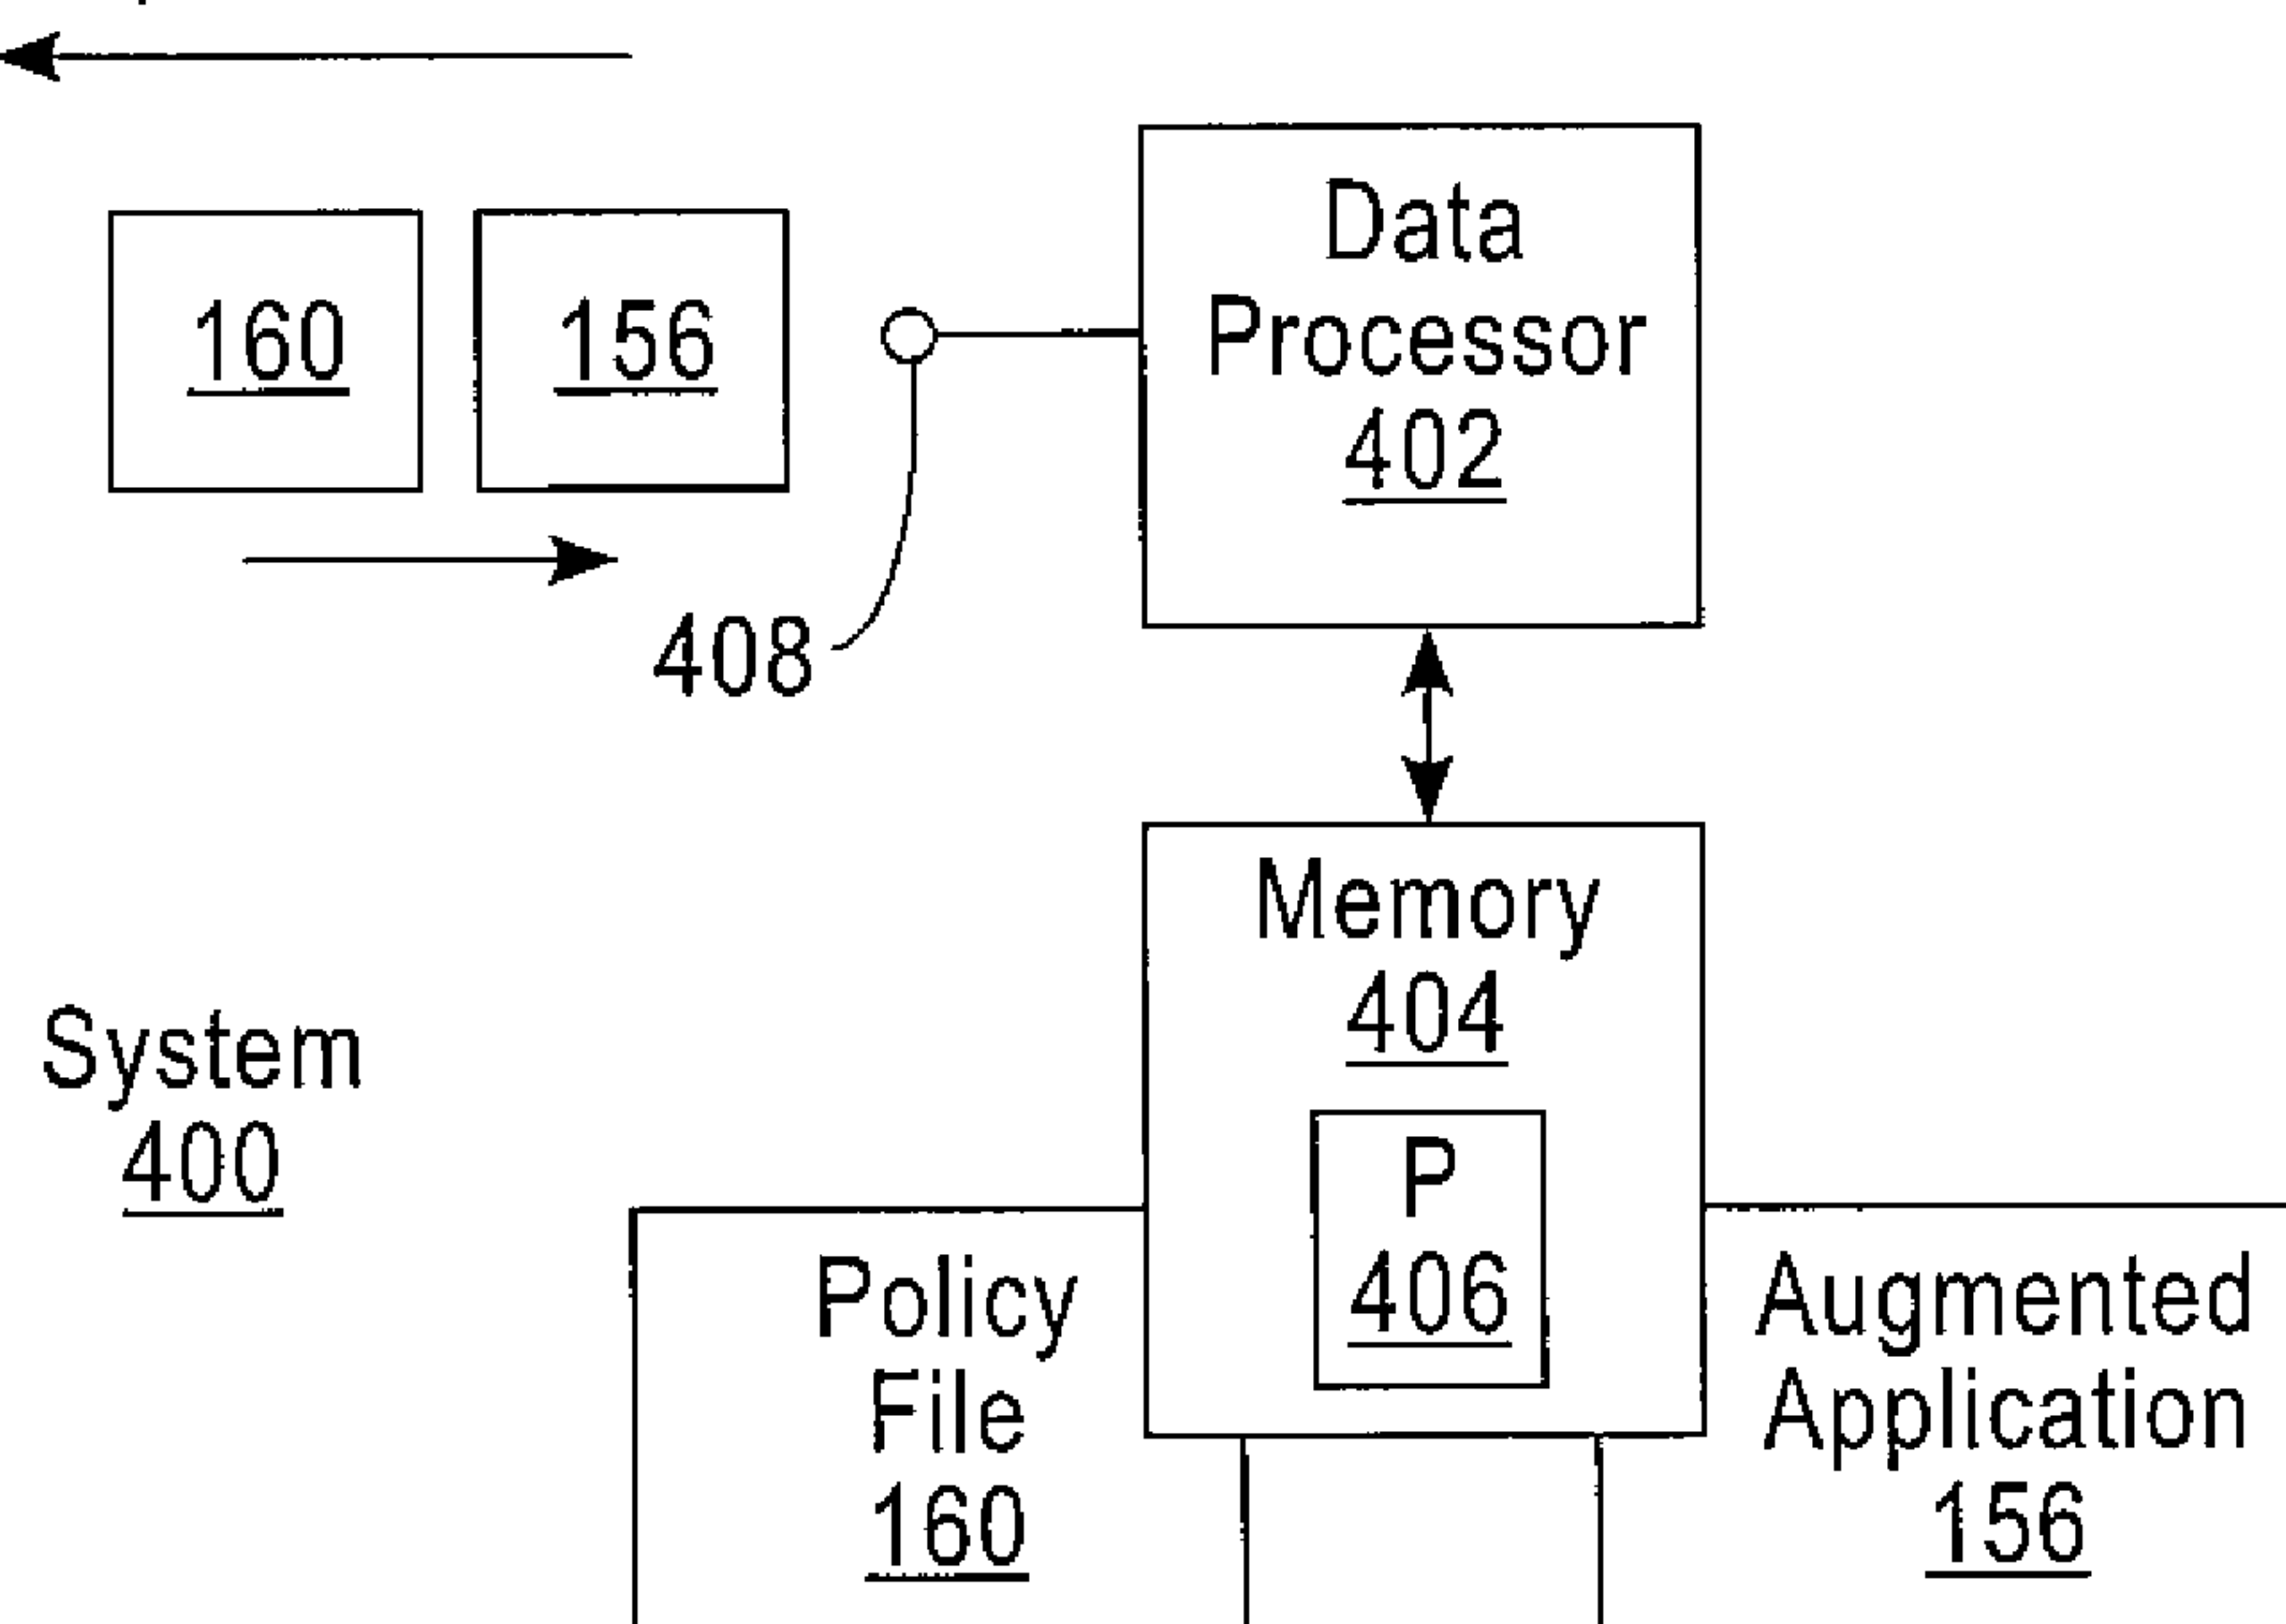 Data
Processor
402
160
156
408
Memory
404
System
400
P
406
Policy
File
160
Augmented
Application
156